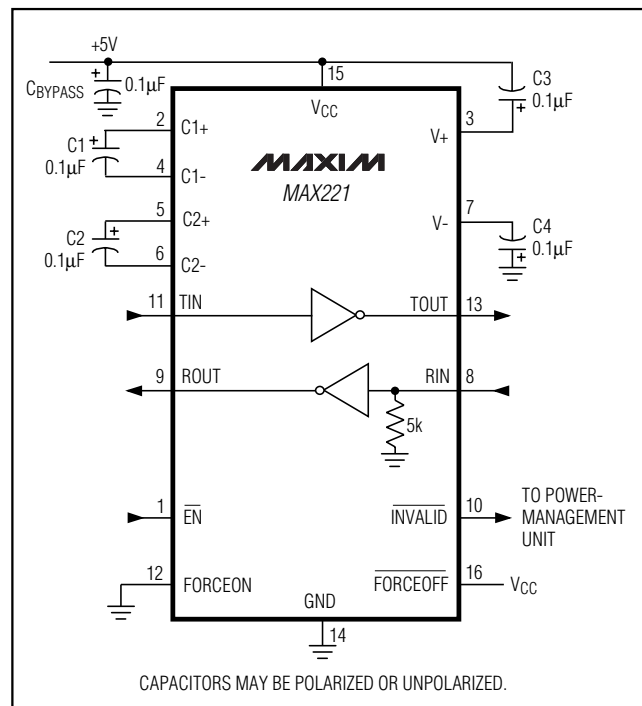 +5V
CBYPASS
+
0.1μF
15
VCC
C3
0.1μF
+
3
V+
2
C1+
C1
+
0.1μF
4
C1-
MAXIM
MAX221
5
C2+
C2
+
0.1μF
6
C2-
7
V-
C4
0.1μF
+
11
TIN
TOUT
13
9
ROUT
RIN
8
5k
1
EN
INVALID
10
TO POWER-
MANAGEMENT
UNIT
12
FORCEON
FORCEOFF
16
VCC
GND
14
CAPACITORS MAY BE POLARIZED OR UNPOLARIZED.